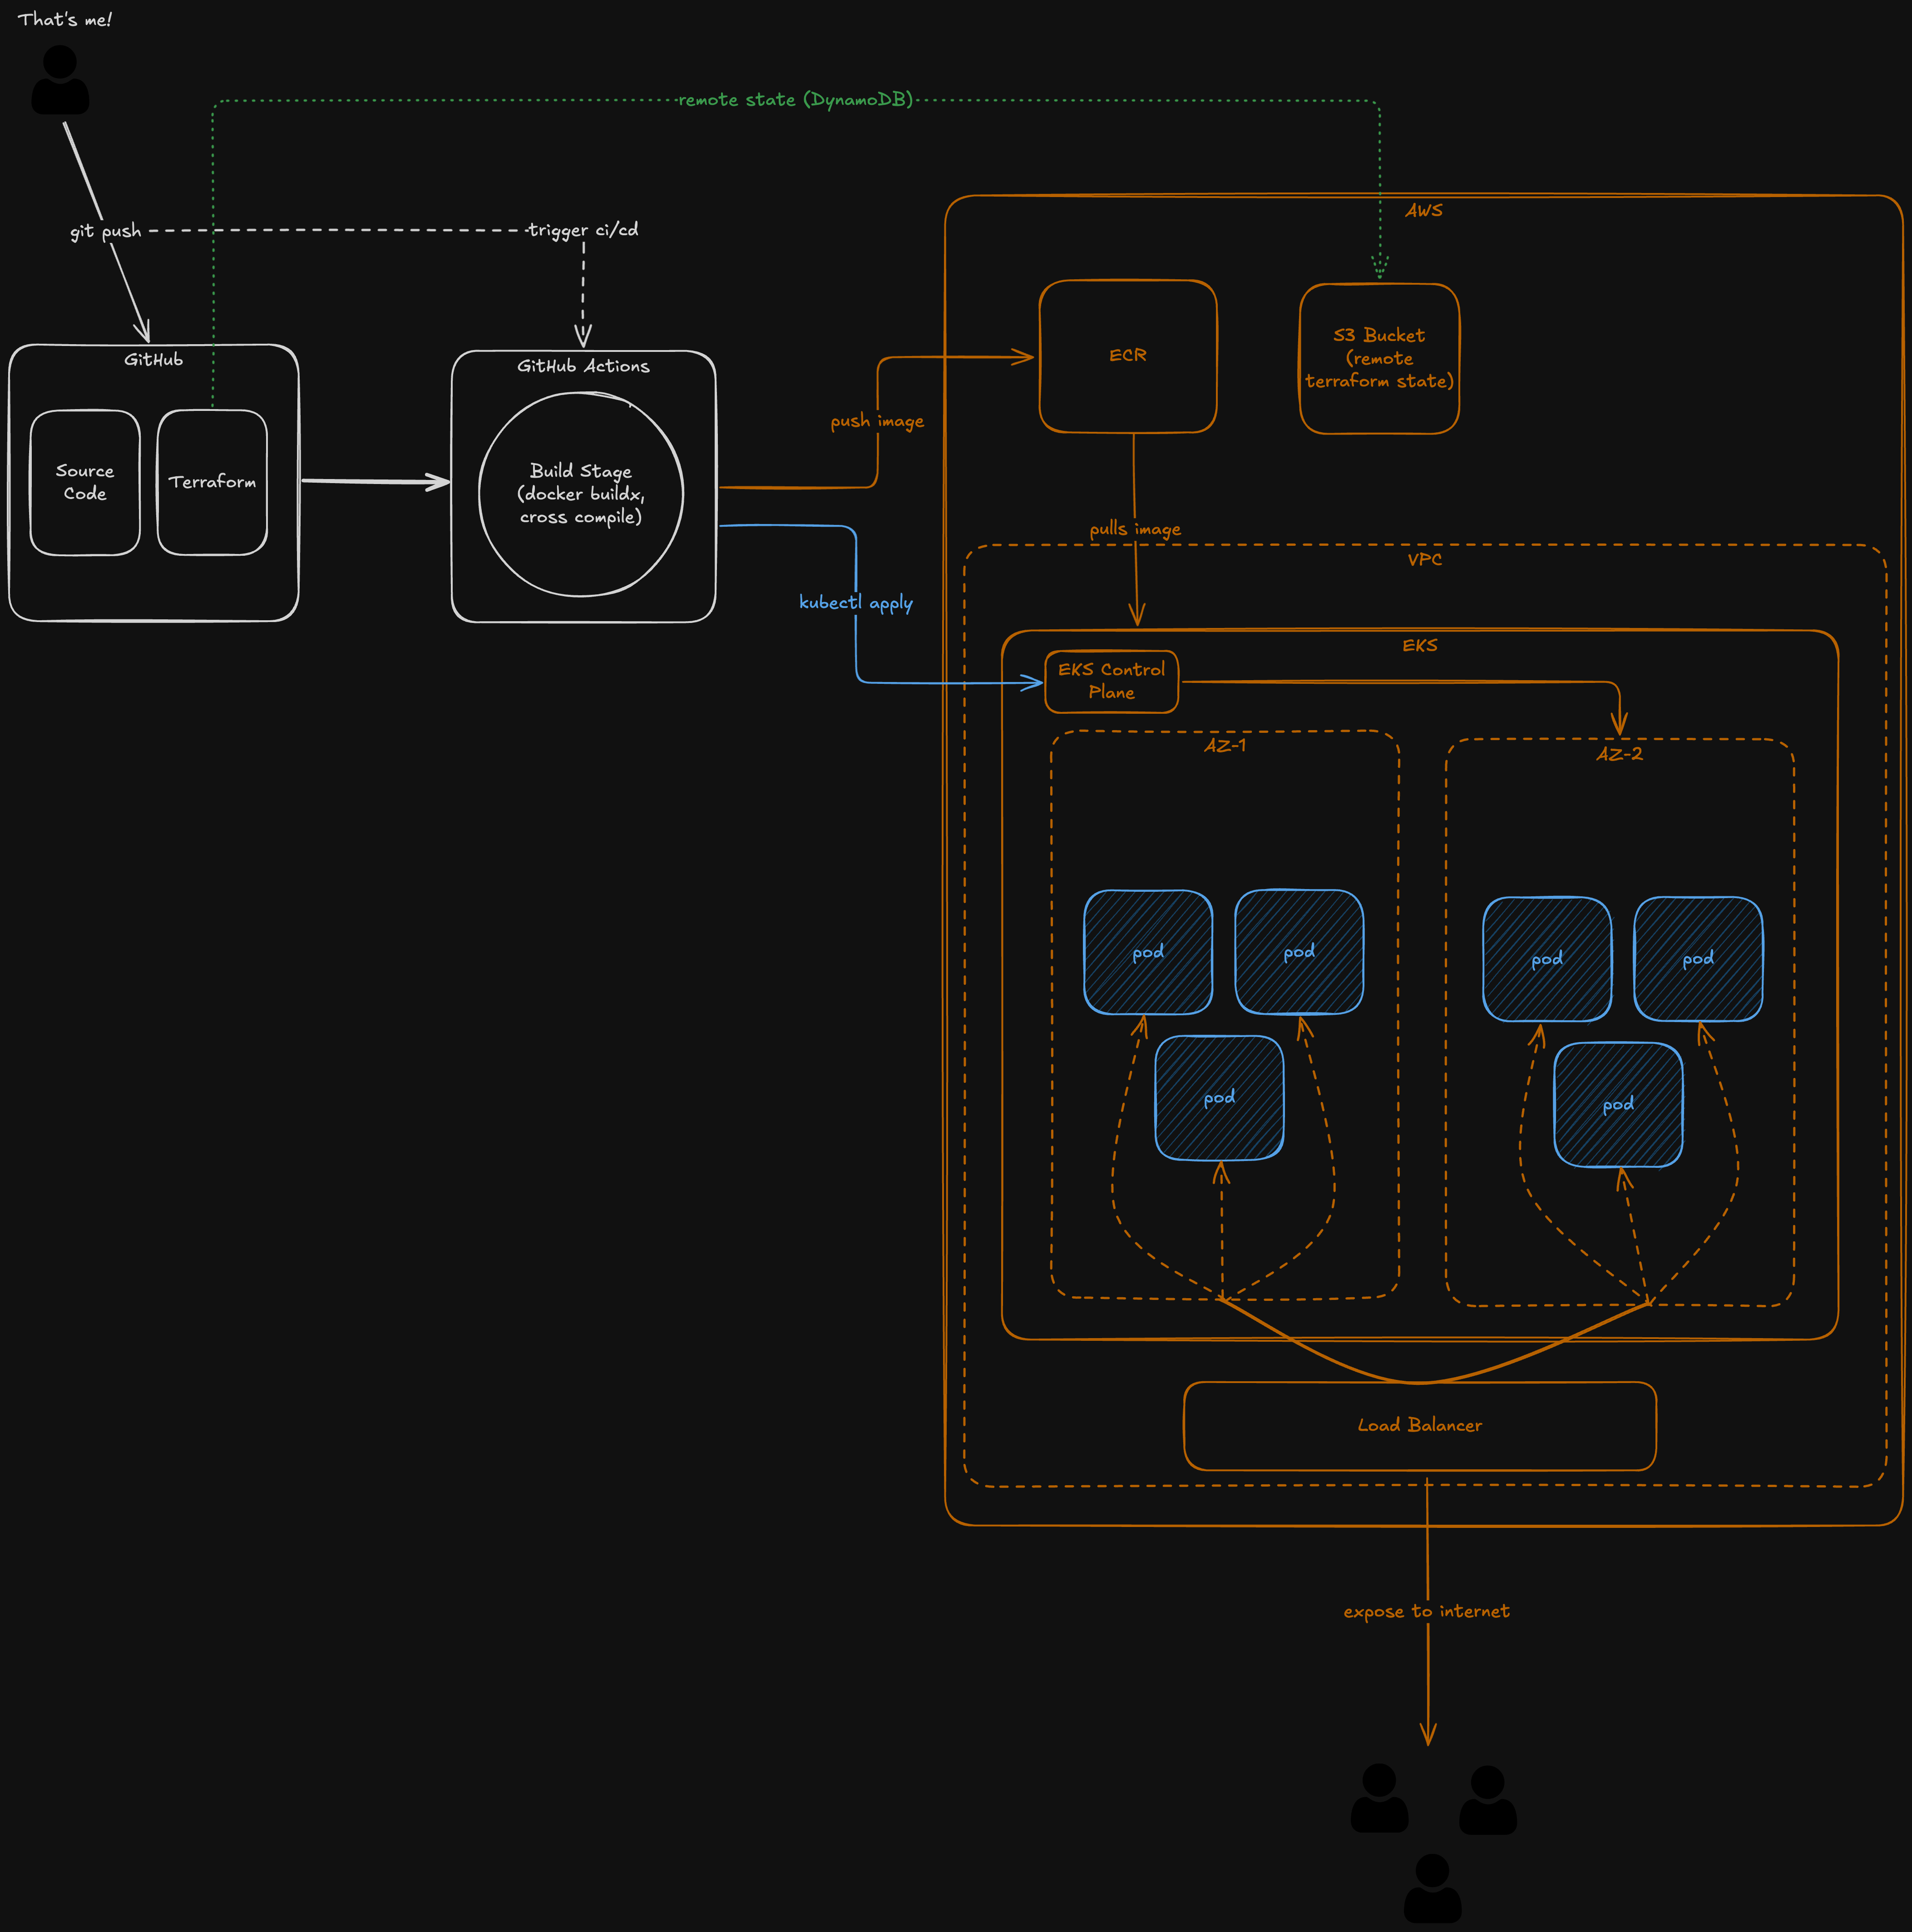 That's me!
remote state (DynamoDB)
AWS
git push
trigger ci/cd
GitHub
Source
Code
Terraform
GitHub Actions
Build Stage
(docker buildx,
cross compile)
push image
kubectl apply
ECR
S3 Bucket
(remote
terraform state)
pulls image
VPC
EKS
EKS Control
Plane
AZ-1
AZ-2
pod
pod
pod
pod
pod
pod
Load Balancer
expose to internet